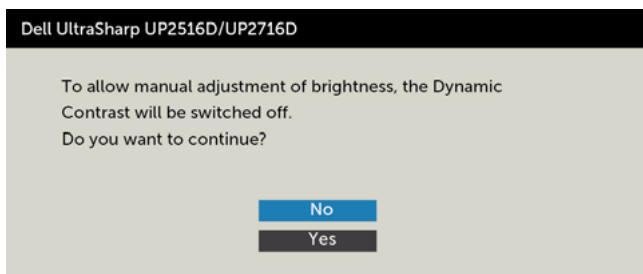 Dell UltraSharp UP2516D/UP2716D
To allow manual adjustment of brightness, the Dynamic
Contrast will be switched off.
Do you want to continue?
No
Yes